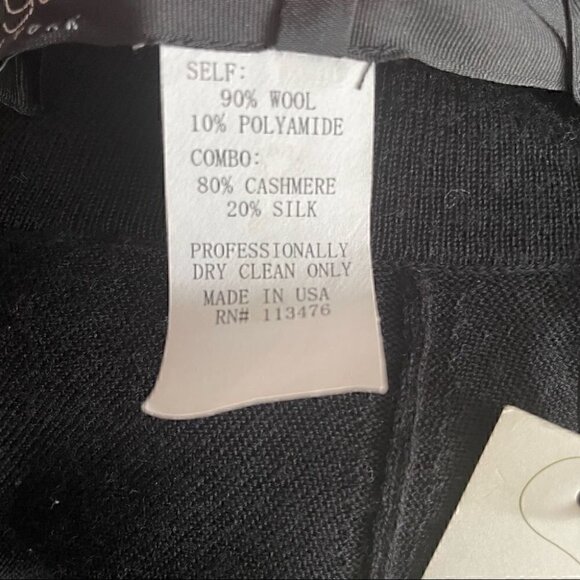 YORK
SELF:
90% WOOL
10% POLYAMIDE
COMBO:
80% CASHMERE
20% SILK
PROFESSIONALLY
DRY CLEAN ONLY
MADE IN USA
RN# 113476